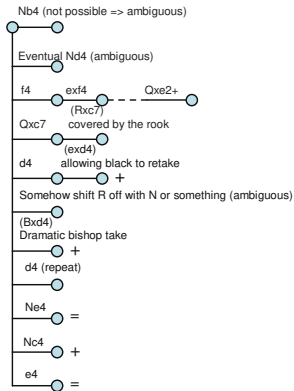 Nb4 (not possible => ambiguous)
Eventual Nd4 (ambiguous)
f4 exf4 Qxe2+
(Rxc7)
Qxc7 covered by the rook
(exd4)
d4 allowing black to retake
+
Somehow shift R off with N or something (ambiguous)
(Bxd4)
Dramatic bishop take
+
d4 (repeat)
Ne4
=
Nc4
+
e4
=